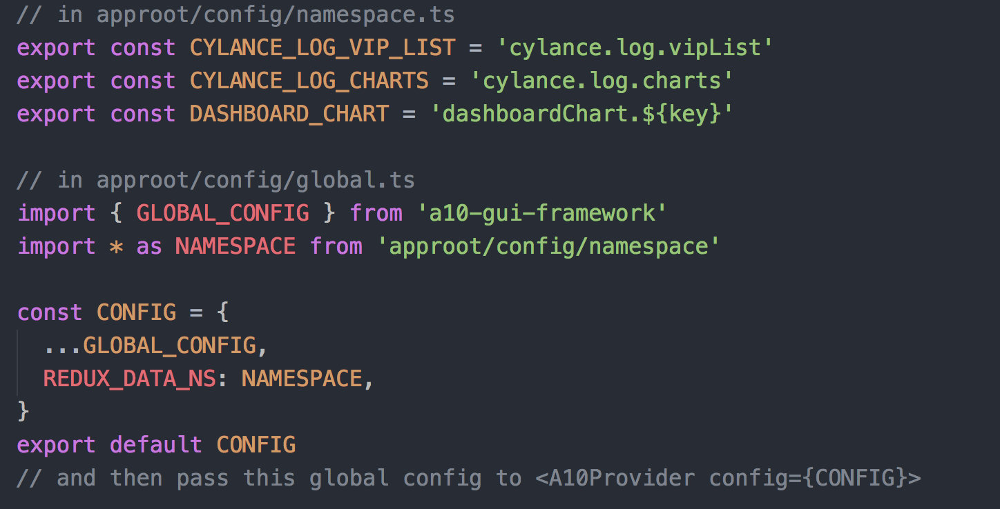 // in approot/config/namespace.ts
export const CYLANCE_LOG_VIP_LIST = 'cylance.log.vipList'
export const CYLANCE_LOG_CHARTS = 'cylance.log.charts'
export const DASHBOARD_CHART = 'dashboardChart.${key}'

// in approot/config/global.ts
import { GLOBAL_CONFIG } from 'a10-gui-framework'
import * as NAMESPACE from 'approot/config/namespace'

const CONFIG = {
  ...GLOBAL_CONFIG,
  REDUX_DATA_NS: NAMESPACE,
}
export default CONFIG
// and then pass this global config to <A10Provider config={CONFIG}>